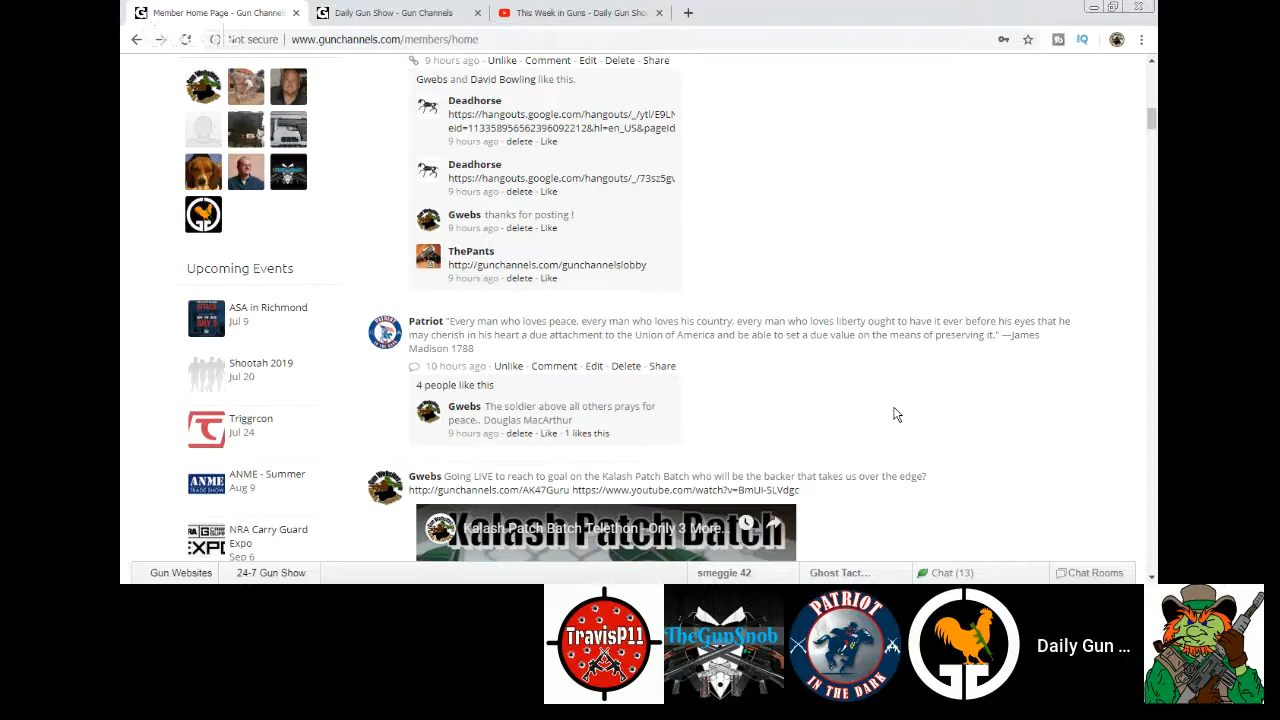 Member Home Page - Gun Channel
Daily Gun Show - Gun Channels
This Week in Guns - Daily Gun Sho
Not secure
www.gunchannels.com/members/home
9 hours ago - Unlike - Comment - Edit - Delete - Share
Gwebs and David Bowling like this.
Deadhorse
https://hangouts.google.com/hangouts/_/ytl/E9LN
eid=113358956562396092212&hl=en_US&pageId
9 hours ago - delete - Like
Deadhorse
https://hangouts.google.com/hangouts/_/73sz5gv
9 hours ago - delete - Like
Gwebs thanks for posting !
9 hours ago - delete - Like
ThePants
http://gunchannels.com/gunchannelslobby
9 hours ago - delete - Like
Upcoming Events
ASA in Richmond
Jul 9
Shootah 2019
Jul 20
Triggrcon
Jul 24
ANME
TRADE SHOW
ANME - Summer
Aug 9
NRA Carry Guard
Expo
Sep 6
Patriot "Every man who loves peace, every man who loves his country, every man who loves liberty ought to have it ever before his eyes that he
may cherish in his heart a due attachment to the Union of America and be able to set a due value on the means of preserving it." —James
Madison 1788
10 hours ago - Unlike - Comment - Edit - Delete - Share
4 people like this
Gwebs The soldier above all others prays for
peace.. Douglas MacArthur
9 hours ago - delete - Like - 1 likes this
Gwebs Going LIVE to reach to goal on the Kalash Patch Batch who will be the backer that takes us over the edge?
http://gunchannels.com/AK47Guru https://www.youtube.com/watch?v=BmUi-SLVdgc
Kalash Patch Batch Telethon - Only 3 More...
Kalash Patch Batch
Gun Websites
24-7 Gun Show
smeggie 42
Ghost Tact...
Chat (13)
Chat Rooms
TravisP11
TheGunSnob
PATRIOT
IN THE DARK
Daily Gun ...